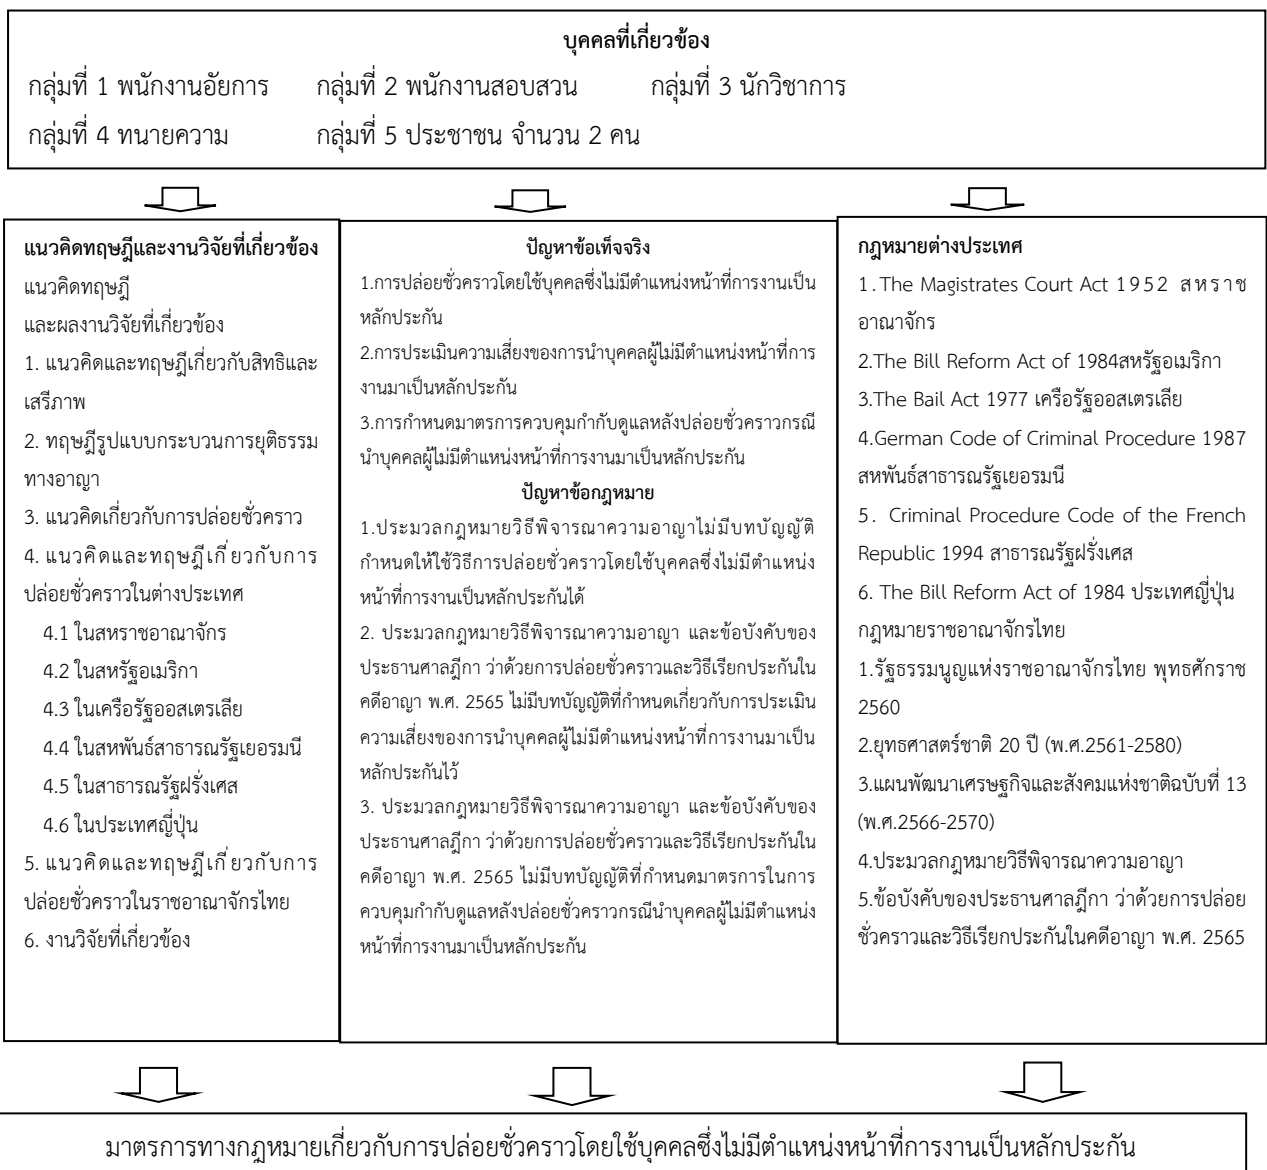 บุคคลที่เกี่ยวข้อง
กลุ่มที่ 1 พนักงานอัยการ กลุ่มที่ 2 พนักงานสอบสวน กลุ่มที่ 3 นักวิชาการ
กลุ่มที่ 4 ทนายความ กลุ่มที่ 5 ประชาชน จำนวน 2 คน
แนวคิดทฤษฎีและงานวิจัยที่เกี่ยวข้อง
แนวคิดทฤษฎี
และผลงานวิจัยที่เกี่ยวข้อง
1. แนวคิดและทฤษฎีเกี่ยวกับสิทธิและ
เสรีภาพ
2. ทฤษฎีรูปแบบกระบวนการยุติธรรม
ทางอาญา
3. แนวคิดเกี่ยวกับการปล่อยชั่วคราว
4. แนวคิดและทฤษฎีเกี่ยวกับการ
ปล่อยชั่วคราวในต่างประเทศ
4.1 ในสหราชอาณาจักร
4.2 ในสหรัฐอเมริกา
4.3 ในเครือรัฐออสเตรเลีย
4.4 ในสหพันธ์สาธารณรัฐเยอรมนี
4.5 ในสาธารณรัฐฝรั่งเศส
4.6 ในประเทศญี่ปุ่น
5. แนวคิดและทฤษฎีเกี่ยวกับการ
ปล่อยชั่วคราวในราชอาณาจักรไทย
6. งานวิจัยที่เกี่ยวข้อง
ปัญหาข้อเท็จจริง
1.การปล่อยชั่วคราวโดยใช้บุคคลซึ่งไม่มีตำแหน่งหน้าที่การงานเป็น
หลักประกัน
2.การประเมินความเสี่ยงของการนำบุคคลผู้ไม่มีตำแหน่งหน้าที่การ
งานมาเป็นหลักประกัน
3.การกำหนดมาตรการควบคุมกำกับดูแลหลังปล่อยชั่วคราวกรณี
นำบุคคลผู้ไม่มีตำแหน่งหน้าที่การงานมาเป็นหลักประกัน
ปัญหาข้อกฎหมาย
1.ประมวลกฎหมายวิธีพิจารณาความอาญาไม่มีบทบัญญัติ
กำหนดให้ใช้วิธีการปล่อยชั่วคราวโดยใช้บุคคลซึ่งไม่มีตำแหน่ง
หน้าที่การงานเป็นหลักประกันได้
2. ประมวลกฎหมายวิธีพิจารณาความอาญา และข้อบังคับของ
ประธานศาลฎีกา ว่าด้วยการปล่อยชั่วคราวและวิธีเรียกประกันใน
คดีอาญา พ.ศ. 2565 ไม่มีบทบัญญัติที่กำหนดเกี่ยวกับการประเมิน
ความเสี่ยงของการนำบุคคลผู้ไม่มีตำแหน่งหน้าที่การงานมาเป็น
หลักประกันไว้
3. ประมวลกฎหมายวิธีพิจารณาความอาญา และข้อบังคับของ
ประธานศาลฎีกา ว่าด้วยการปล่อยชั่วคราวและวิธีเรียกประกันใน
คดีอาญา พ.ศ. 2565 ไม่มีบทบัญญัติที่กำหนดมาตรการในการ
ควบคุมกำกับดูแลหลังปล่อยชั่วคราวกรณีนำบุคคลผู้ไม่มีตำแหน่ง
หน้าที่การงานมาเป็นหลักประกัน
กฎหมายต่างประเทศ
1.The Magistrates Court Act 1952 สหราช
อาณาจักร
2.The Bill Reform Act of 1984สหรัฐอเมริกา
3.The Bail Act 1977 เครือรัฐออสเตรเลีย
4.German Code of Criminal Procedure 1987
สหพันธ์สาธารณรัฐเยอรมนี
5. Criminal Procedure Code of the French
Republic 1994 สาธารณรัฐฝรั่งเศส
6. The Bill Reform Act of 1984 ประเทศญี่ปุ่น
กฎหมายราชอาณาจักรไทย
1.รัฐธรรมนูญแห่งราชอาณาจักรไทย พุทธศักราช
2560
2.ยุทธศาสตร์ชาติ 20 ปี (พ.ศ.2561-2580)
3.แผนพัฒนาเศรษฐกิจและสังคมแห่งชาติฉบับที่ 13
(พ.ศ.2566-2570)
4.ประมวลกฎหมายวิธีพิจารณาความอาญา
5.ข้อบังคับของประธานศาลฎีกา ว่าด้วยการปล่อย
ชั่วคราวและวิธีเรียกประกันในคดีอาญา พ.ศ. 2565
มาตรการทางกฎหมายเกี่ยวกับการปล่อยชั่วคราวโดยใช้บุคคลซึ่งไม่มีตำแหน่งหน้าที่การงานเป็นหลักประกัน